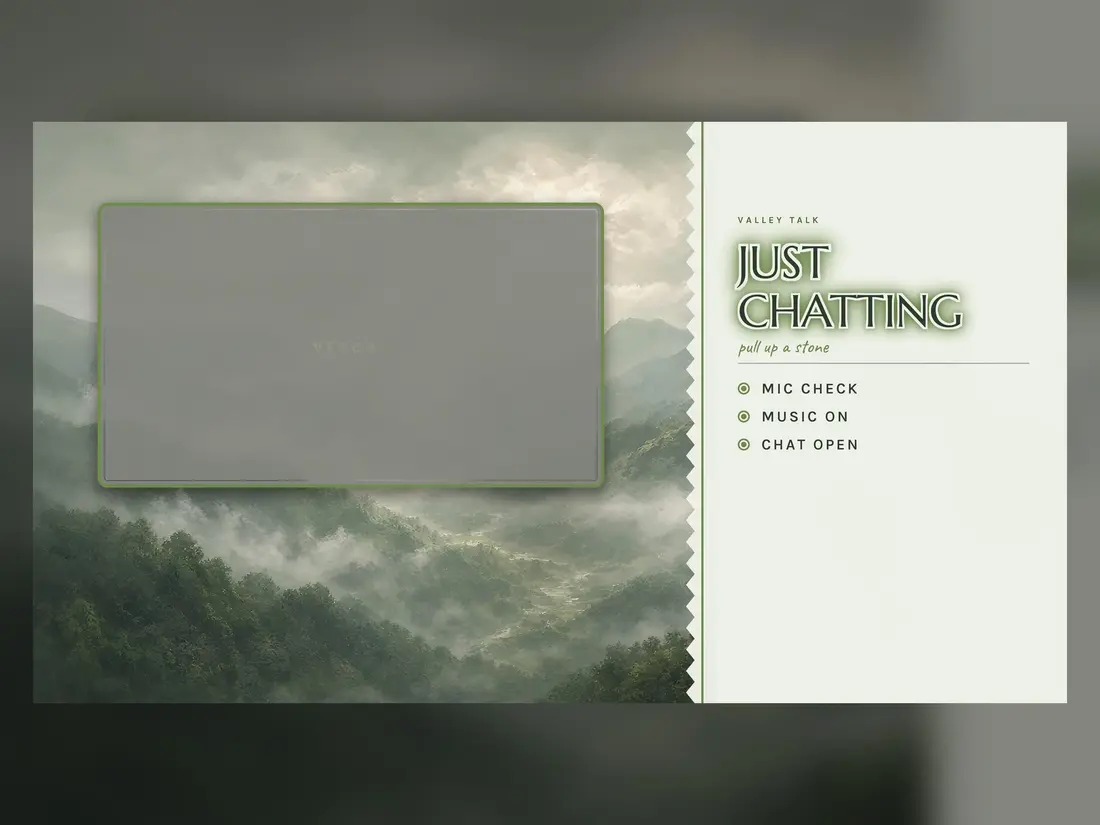 VALLEY TALK
JUST
CHATTING
pull up a stone
MIC CHECK
MUSIC ON
CHAT OPEN